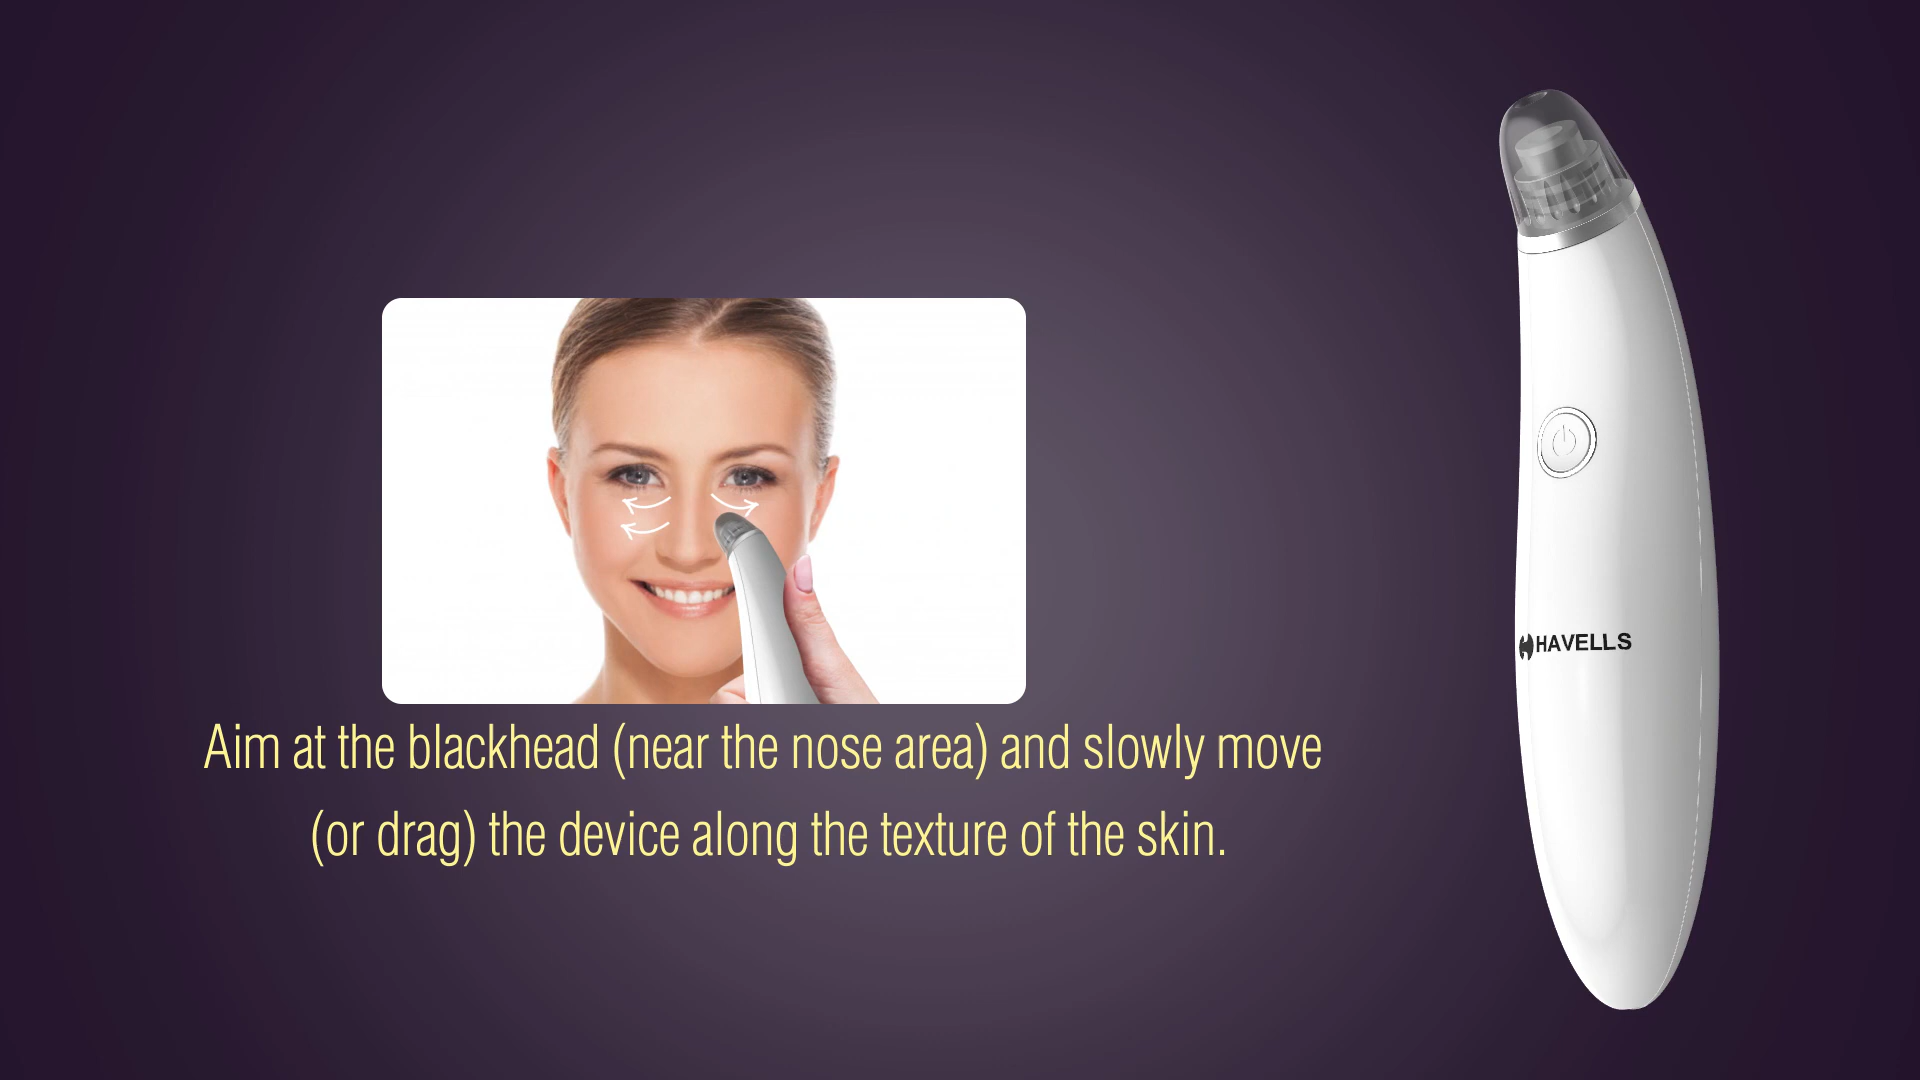 HAVELLS
Aim at the blackhead (near the nose area) and slowly move
(or drag) the device along the texture of the skin.